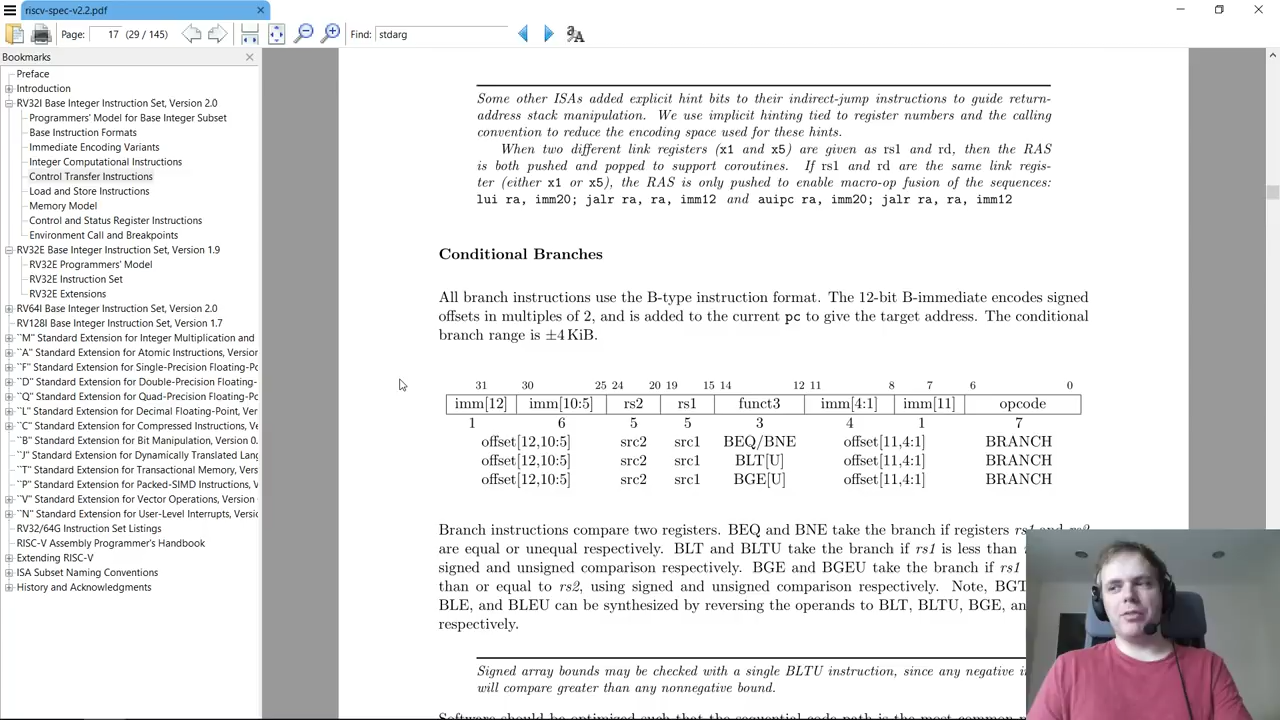 riscv-spec-v2.2.pdf
Page: 17 (29 / 145) Find: stdarg
Bookmarks
Preface
Introduction
RV32I Base Integer Instruction Set, Version 2.0
Programmers' Model for Base Integer Subset
Base Instruction Formats
Immediate Encoding Variants
Integer Computational Instructions
Control Transfer Instructions
Load and Store Instructions
Memory Model
Control and Status Register Instructions
Environment Call and Breakpoints
RV32E Base Integer Instruction Set, Version 1.9
RV32E Programmers' Model
RV32E Instruction Set
RV32E Extensions
RV64I Base Integer Instruction Set, Version 2.0
RV128I Base Integer Instruction Set, Version 1.7
``M'' Standard Extension for Integer Multiplication and
``A'' Standard Extension for Atomic Instructions, Version
``F'' Standard Extension for Single-Precision Floating-Po
``D'' Standard Extension for Double-Precision Floating-
``Q'' Standard Extension for Quad-Precision Floating-Po
``L'' Standard Extension for Decimal Floating-Point, Ver
``C'' Standard Extension for Compressed Instructions, V
``B'' Standard Extension for Bit Manipulation, Version 0.
``J'' Standard Extension for Dynamically Translated Lang
``T'' Standard Extension for Transactional Memory, Vers
``P'' Standard Extension for Packed-SIMD Instructions, V
``V'' Standard Extension for Vector Operations, Version
``N'' Standard Extension for User-Level Interrupts, Versic
RV32/64G Instruction Set Listings
RISC-V Assembly Programmer's Handbook
Extending RISC-V
ISA Subset Naming Conventions
History and Acknowledgments
Some other ISAs added explicit hint bits to their indirect-jump instructions to guide return-
address stack manipulation. We use implicit hinting tied to register numbers and the calling
convention to reduce the encoding space used for these hints.
When two different link registers (x1 and x5) are given as rs1 and rd, then the RAS
is both pushed and popped to support coroutines. If rs1 and rd are the same link regis-
ter (either x1 or x5), the RAS is only pushed to enable macro-op fusion of the sequences:
lui ra, imm20; jalr ra, ra, imm12 and auipc ra, imm20; jalr ra, ra, imm12
Conditional Branches
All branch instructions use the B-type instruction format. The 12-bit B-immediate encodes signed
offsets in multiples of 2, and is added to the current pc to give the target address. The conditional
branch range is ±4 KiB.
31 30 25 24 20 19 15 14 12 11 8 7 6 0
imm[12] imm[10:5] rs2 rs1 funct3 imm[4:1] imm[11] opcode
1 6 5 5 3 4 1 7
offset[12,10:5] src2 src1 BEQ/BNE offset[11,4:1] BRANCH
offset[12,10:5] src2 src1 BLT[U] offset[11,4:1] BRANCH
offset[12,10:5] src2 src1 BGE[U] offset[11,4:1] BRANCH
Branch instructions compare two registers. BEQ and BNE take the branch if registers rs1 and rs2
are equal or unequal respectively. BLT and BLTU take the branch if rs1 is less than
signed and unsigned comparison respectively. BGE and BGEU take the branch if rs1
than or equal to rs2, using signed and unsigned comparison respectively. Note, BGT
BLE, and BLEU can be synthesized by reversing the operands to BLT, BLTU, BGE, an
respectively.
Signed array bounds may be checked with a single BLTU instruction, since any negative i
will compare greater than any nonnegative bound.
Software should be optimized such that the sequential code path is the most common